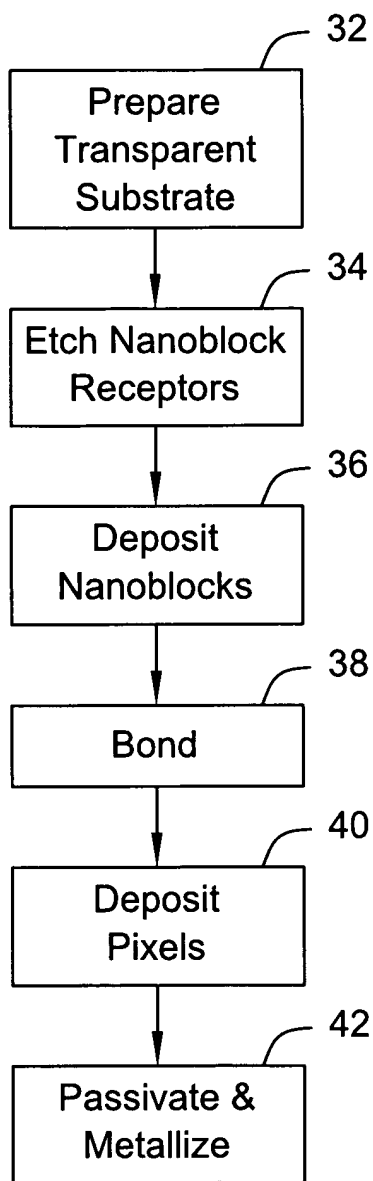 32
Prepare
Transparent
Substrate
34
Etch Nanoblock
Receptors
36
Deposit
Nanoblocks
38
Bond
40
Deposit
Pixels
42
Passivate &
Metallize